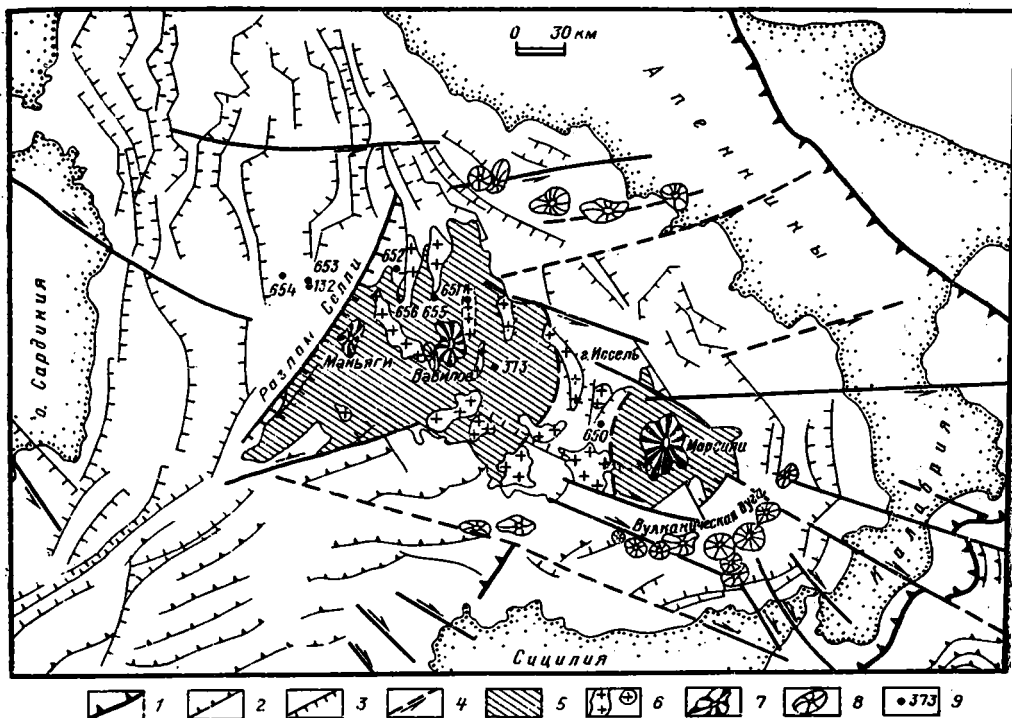 0 30 км
Апеннины
о. Сардиния
654
653
132
652
Разлом Селли
651
656 655
Маньяги
Вавилов
373
г. Иссель
650
Марсили
Вулканическая дуга
Калабрия
Сицилия
1 2 3 4 5 6 7 8 373 9